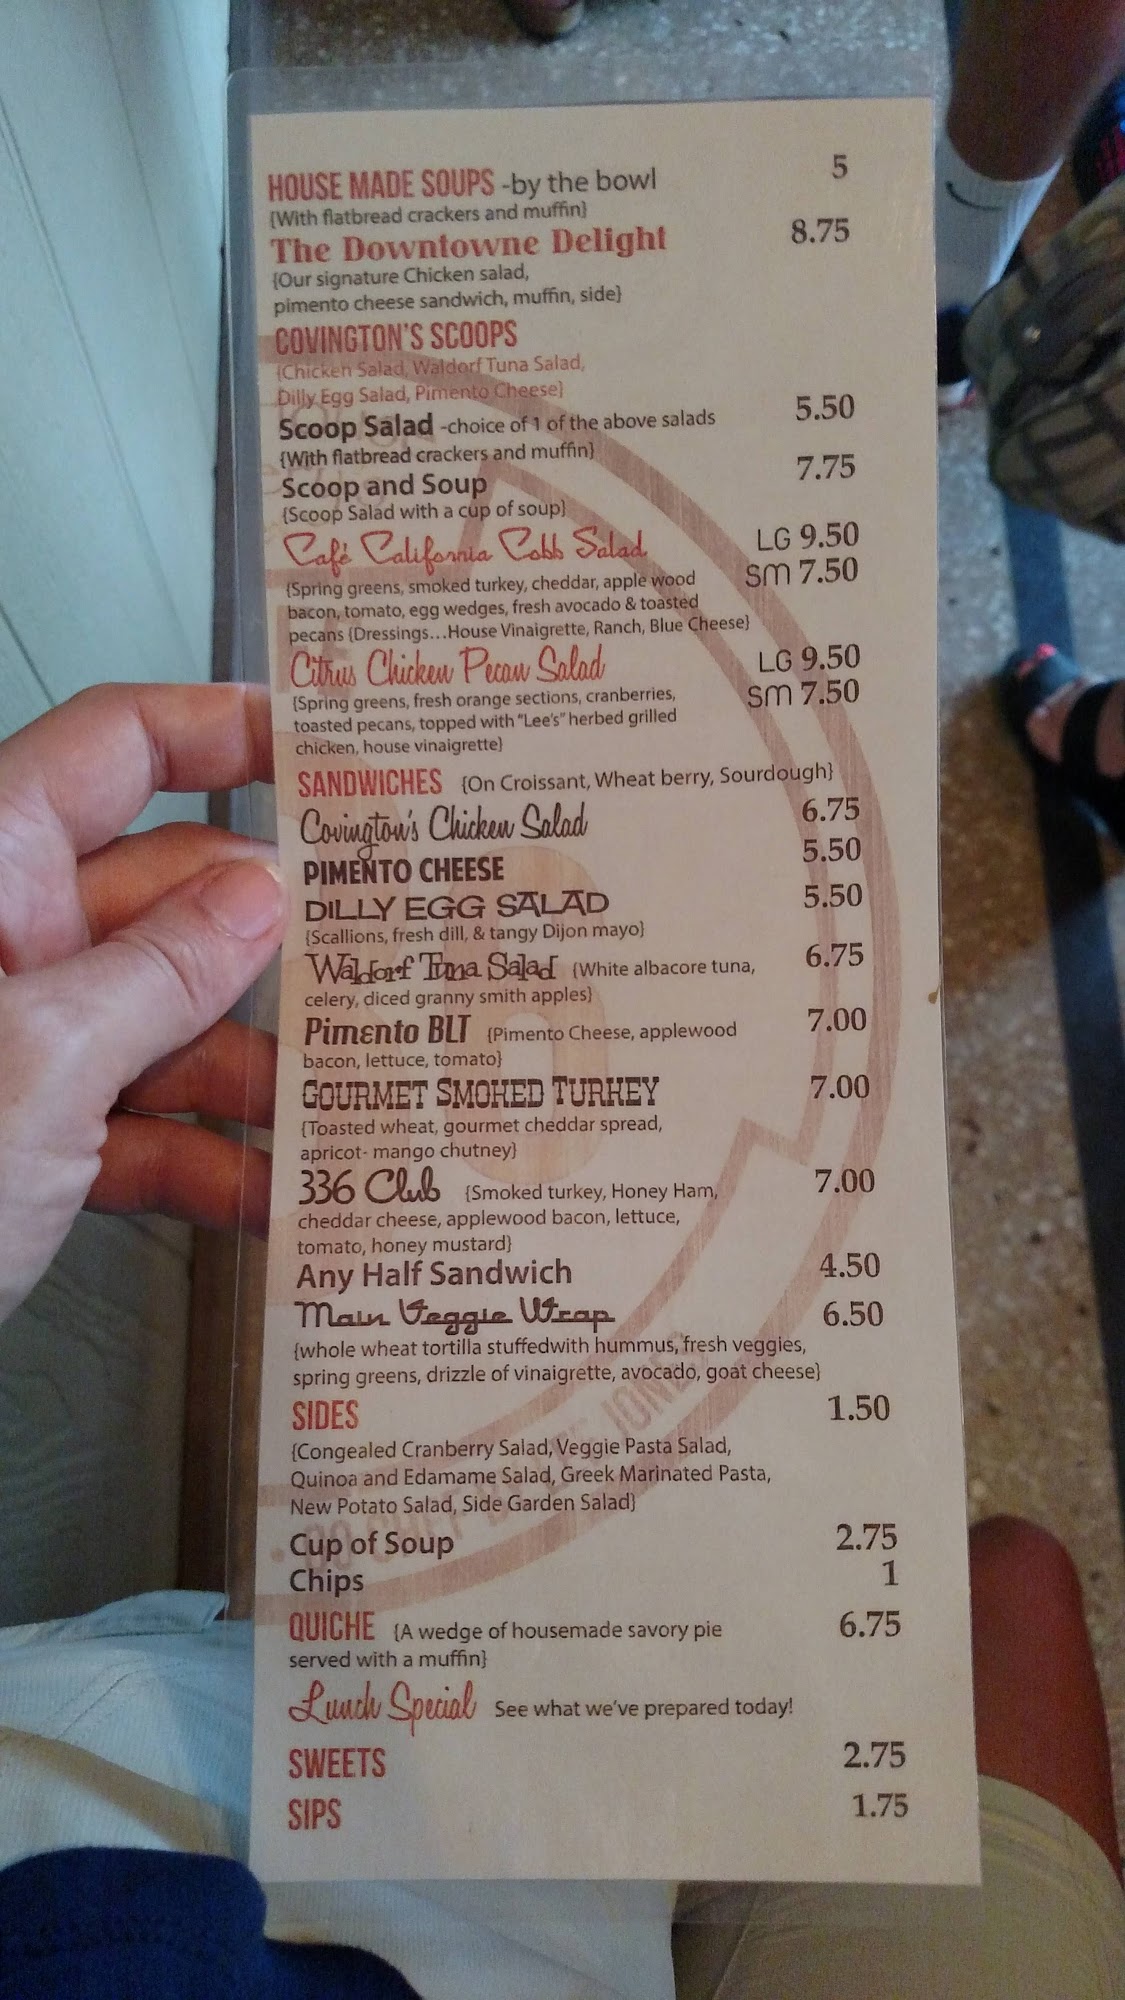 HOUSE MADE SOUPS -by the bowl 5
{With flatbread crackers and muffin}
The Downtowne Delight 8.75
{Our signature Chicken salad,
pimento cheese sandwich, muffin, side}
COVINGTON'S SCOOPS
{Chicken Salad, Waldorf Tuna Salad,
Dilly Egg Salad, Pimento Cheese}
Scoop Salad -choice of 1 of the above salads 5.50
{With flatbread crackers and muffin}
Scoop and Soup 7.75
{Scoop Salad with a cup of soup}
Café California Cobb Salad LG 9.50
{Spring greens, smoked turkey, cheddar, apple wood SM 7.50
bacon, tomato, egg wedges, fresh avocado & toasted
pecans {Dressings...House Vinaigrette, Ranch, Blue Cheese}
Citrus Chicken Pecan Salad LG 9.50
{Spring greens, fresh orange sections, cranberries, SM 7.50
toasted pecans, topped with "Lee's" herbed grilled
chicken, house vinaigrette}
SANDWICHES {On Croissant, Wheat berry, Sourdough}
Covington's Chicken Salad 6.75
PIMENTO CHEESE 5.50
DILLY EGG SALAD 5.50
{Scallions, fresh dill, & tangy Dijon mayo}
Waldorf Tuna Salad {White albacore tuna, 6.75
celery, diced granny smith apples}
Pimento BLT {Pimento Cheese, applewood 7.00
bacon, lettuce, tomato}
GOURMET SMOKED TURKEY 7.00
{Toasted wheat, gourmet cheddar spread,
apricot- mango chutney}
336 Club {Smoked turkey, Honey Ham, 7.00
cheddar cheese, applewood bacon, lettuce,
tomato, honey mustard}
Any Half Sandwich 4.50
Main Veggie Wrap 6.50
{whole wheat tortilla stuffedwith hummus, fresh veggies,
spring greens, drizzle of vinaigrette, avocado, goat cheese}
SIDES 1.50
{Congealed Cranberry Salad, Veggie Pasta Salad,
Quinoa and Edamame Salad, Greek Marinated Pasta,
New Potato Salad, Side Garden Salad}
Cup of Soup 2.75
Chips 1
QUICHE {A wedge of housemade savory pie 6.75
served with a muffin}
Lunch Special See what we've prepared today!
SWEETS 2.75
SIPS 1.75